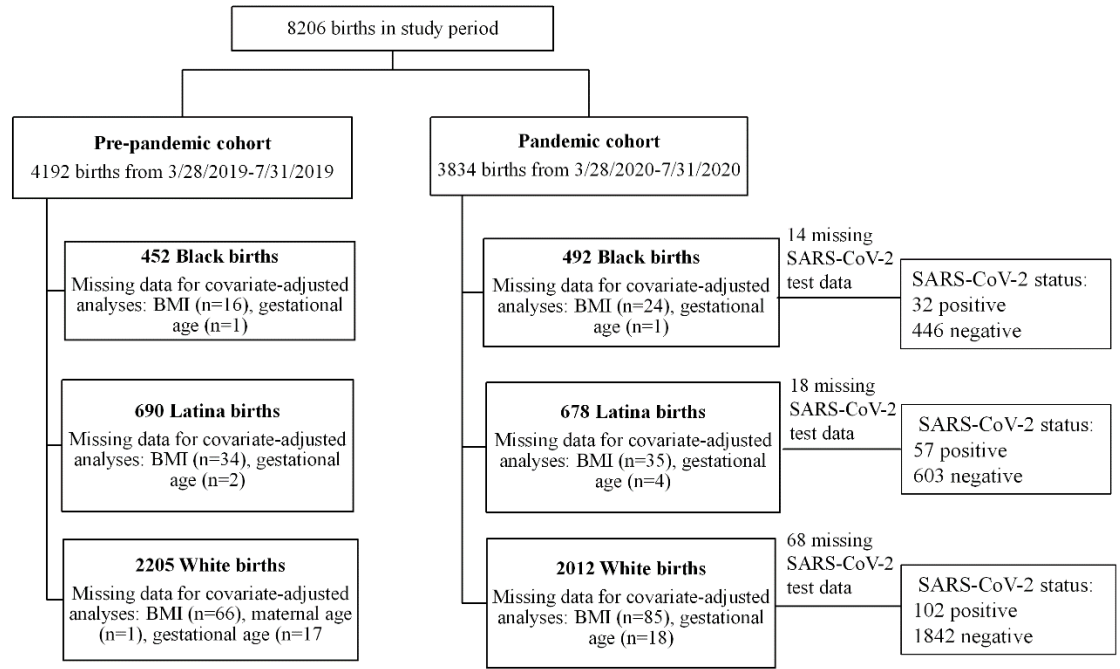 8206 births in study period
Pre-pandemic cohort
4192 births from 3/28/2019-7/31/2019
Pandemic cohort
3834 births from 3/28/2020-7/31/2020
452 Black births
Missing data for covariate-adjusted
analyses: BMI (n=16), gestational
age (n=1)
492 Black births
Missing data for covariate-adjusted
analyses: BMI (n=24), gestational
age (n=1)
14 missing
SARS-CoV-2
test data
SARS-CoV-2 status:
32 positive
446 negative
690 Latina births
Missing data for covariate-adjusted
analyses: BMI (n=34), gestational
age (n=2)
678 Latina births
Missing data for covariate-adjusted
analyses: BMI (n=35), gestational
age (n=4)
18 missing
SARS-CoV-2
test data
SARS-CoV-2 status:
57 positive
603 negative
2205 White births
Missing data for covariate-adjusted
analyses: BMI (n=66), maternal age
(n=1), gestational age (n=17
2012 White births
Missing data for covariate-adjusted
analyses: BMI (n=85), gestational
age (n=18)
68 missing
SARS-CoV-2
test data
SARS-CoV-2 status:
102 positive
1842 negative